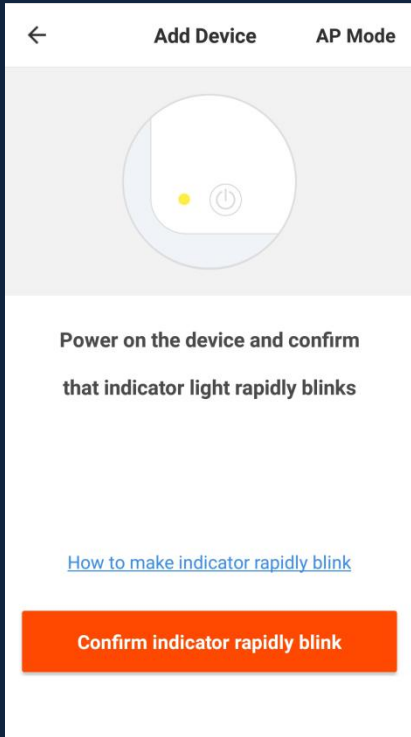 Add Device
AP Mode
Power on the device and confirm
that indicator light rapidly blinks
How to make indicator rapidly blink
Confirm indicator rapidly blink